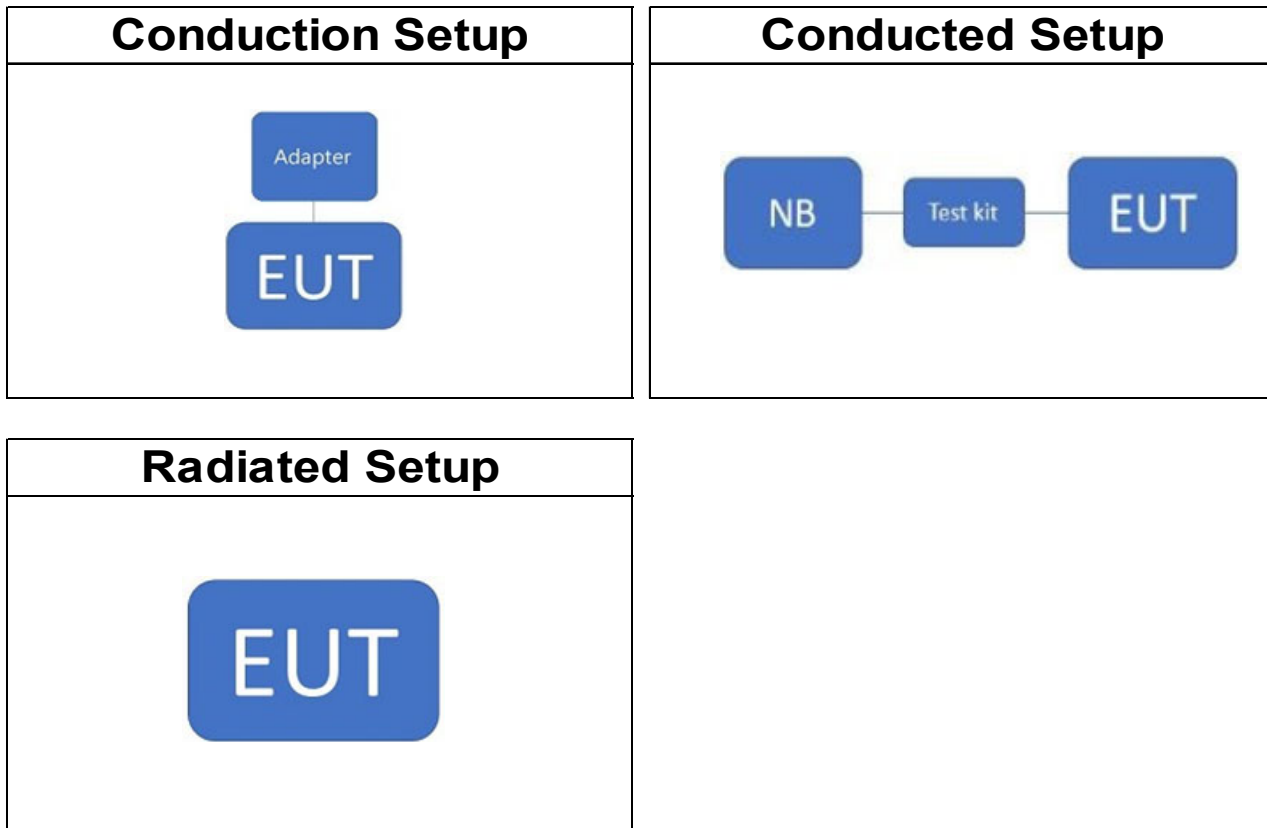 Conduction Setup
Adapter
EUT
Conducted Setup
NB
Test kit
EUT
Radiated Setup
EUT